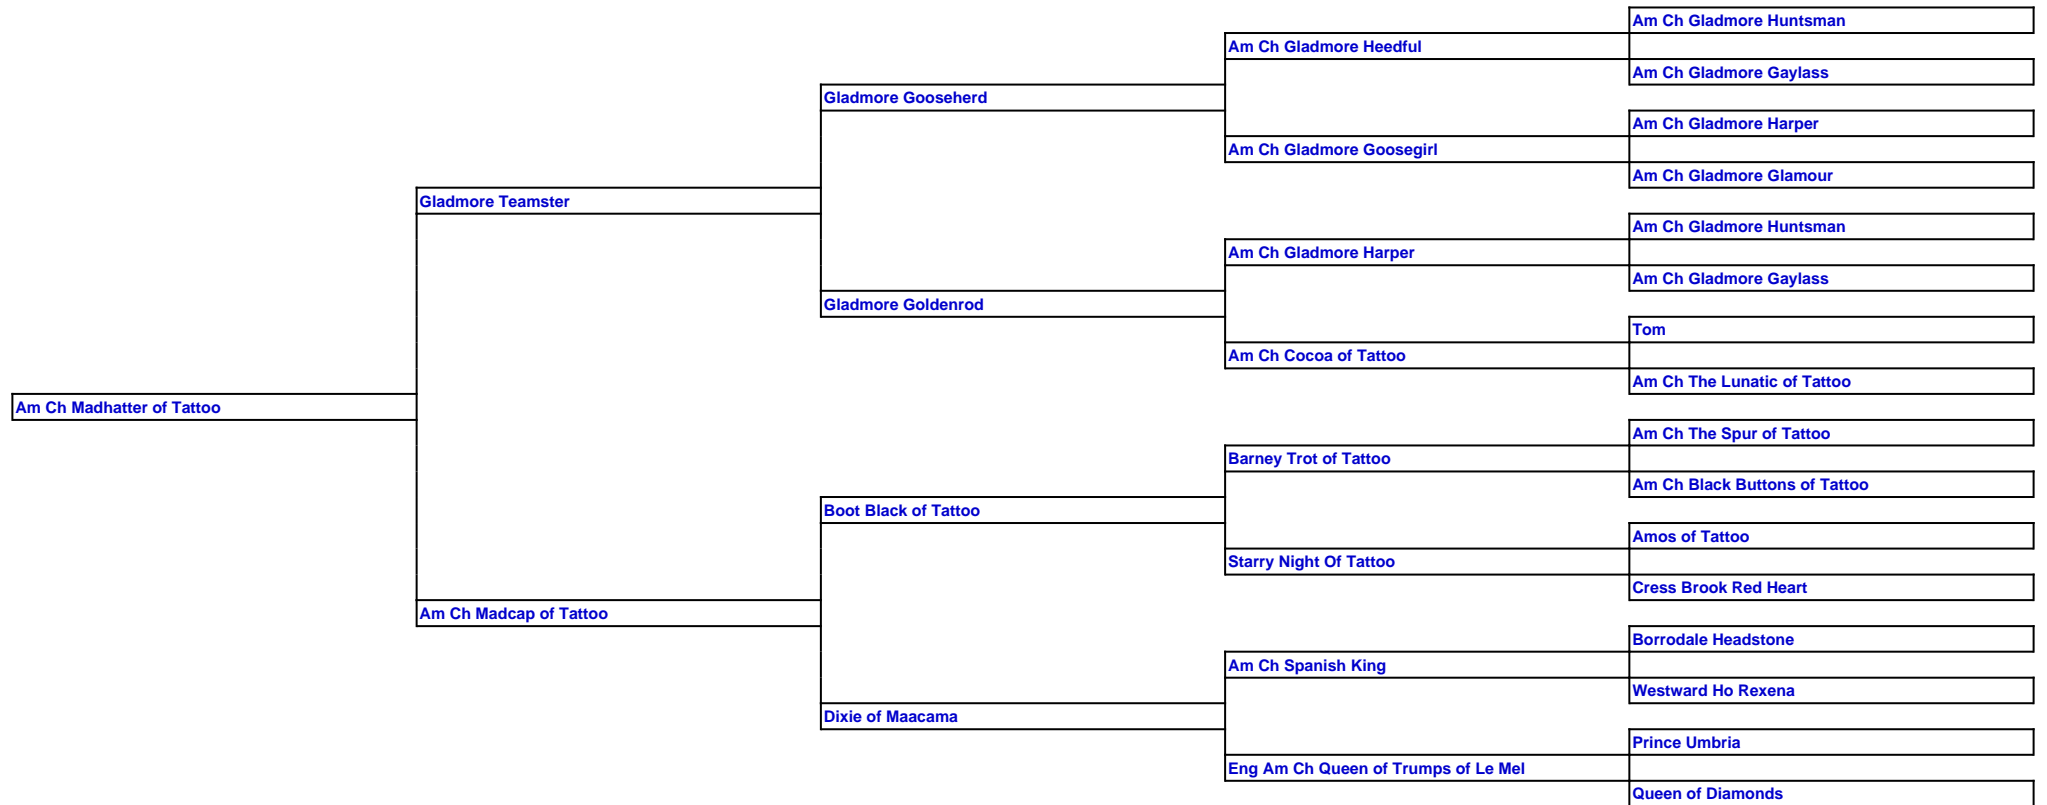 Am Ch Gladmore Huntsman
Am Ch Gladmore Heedful
Am Ch Gladmore Gaylass
Gladmore Gooseherd
Am Ch Gladmore Harper
Am Ch Gladmore Goosegirl
Am Ch Gladmore Glamour
Gladmore Teamster
Am Ch Gladmore Huntsman
Am Ch Gladmore Harper
Am Ch Gladmore Gaylass
Gladmore Goldenrod
Tom
Am Ch Cocoa of Tattoo
Am Ch The Lunatic of Tattoo
Am Ch Madhatter of Tattoo
Am Ch The Spur of Tattoo
Barney Trot of Tattoo
Am Ch Black Buttons of Tattoo
Boot Black of Tattoo
Amos of Tattoo
Starry Night Of Tattoo
Cress Brook Red Heart
Am Ch Madcap of Tattoo
Borrodale Headstone
Am Ch Spanish King
Westward Ho Rexena
Dixie of Maacama
Prince Umbria
Eng Am Ch Queen of Trumps of Le Mel
Queen of Diamonds